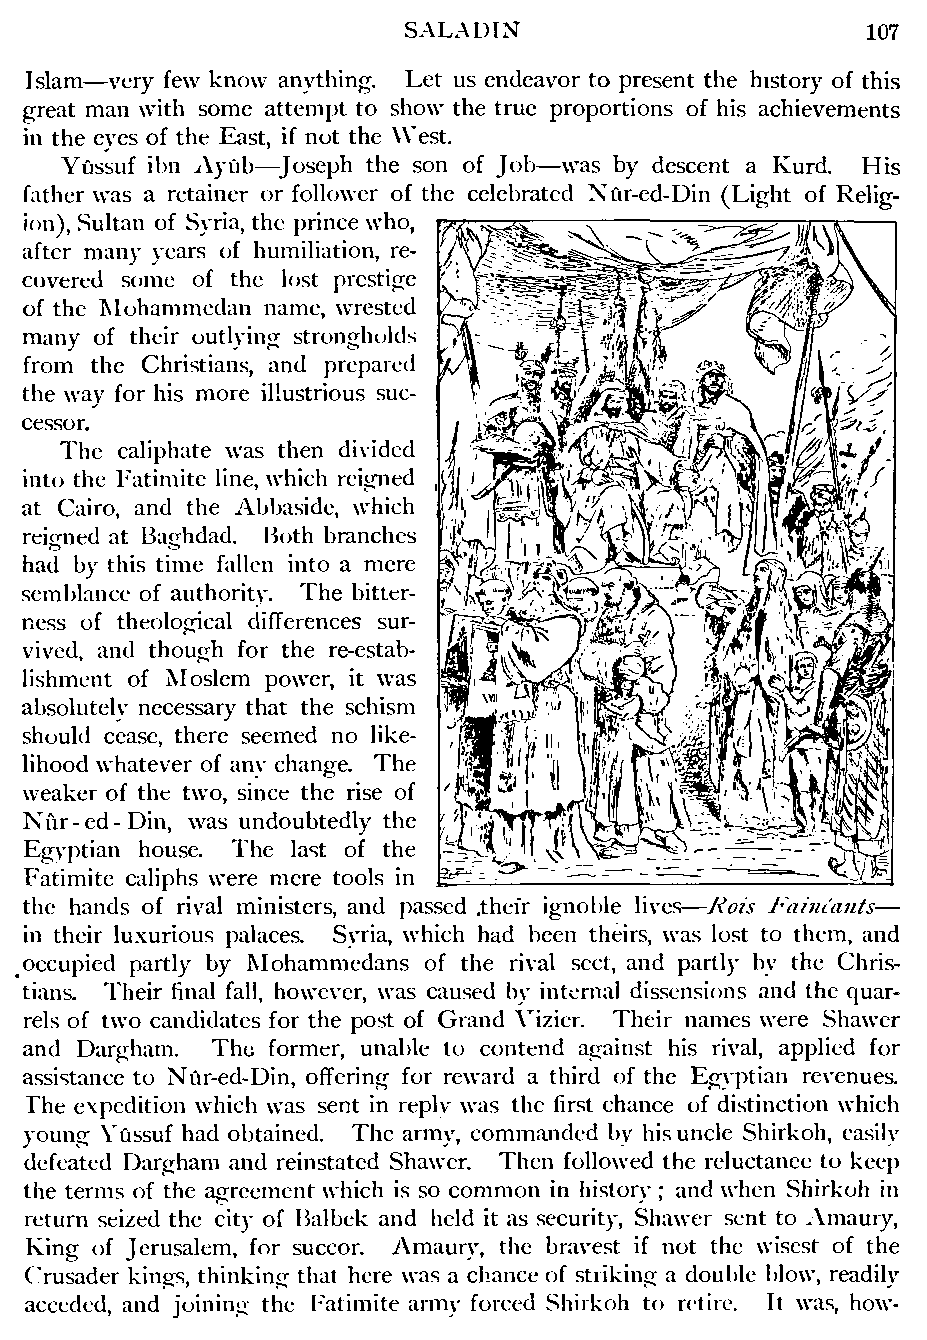 SALADIN 107
Islam—very few know anything. Let us endeavor to present the history of this
great man with some attempt to show the true proportions of his achievements
in the eyes of the East, if not the West.
Yûssuf ibn Ayûb—Joseph the son of Job—was by descent a Kurd. His
father was a retainer or follower of the celebrated Nûr-ed-Din (Light of Relig-
ion), Sultan of Syria, the prince who,
after many years of humiliation, re-
covered some of the lost prestige
of the Mohammedan name, wrested
many of their outlying strongholds
from the Christians, and prepared
the way for his more illustrious suc-
cessor.
The caliphate was then divided
into the Fatimite line, which reigned
at Cairo, and the Abbaside, which
reigned at Baghdad. Both branches
had by this time fallen into a mere
semblance of authority. The bitter-
ness of theological differences sur-
vived, and though for the re-estab-
lishment of Moslem power, it was
absolutely necessary that the schism
should cease, there seemed no like-
lihood whatever of any change. The
weaker of the two, since the rise of
Nûr-ed-Din, was undoubtedly the
Egyptian house. The last of the
Fatimite caliphs were mere tools in
the hands of rival ministers, and passed their ignoble lives—Rois Fainéants—
in their luxurious palaces. Syria, which had been theirs, was lost to them, and
occupied partly by Mohammedans of the rival sect, and partly by the Chris-
tians. Their final fall, however, was caused by internal dissensions and the quar-
rels of two candidates for the post of Grand Vizier. Their names were Shawer
and Dargham. The former, unable to contend against his rival, applied for
assistance to Nûr-ed-Din, offering for reward a third of the Egyptian revenues.
The expedition which was sent in reply was the first chance of distinction which
young Yûssuf had obtained. The army, commanded by his uncle Shirkoh, easily
defeated Dargham and reinstated Shawer. Then followed the reluctance to keep
the terms of the agreement which is so common in history; and when Shirkoh in
return seized the city of Balbek and held it as security, Shawer sent to Amaury,
King of Jerusalem, for succor. Amaury, the bravest if not the wisest of the
Crusader kings, thinking that here was a chance of striking a double blow, readily
acceded, and joining the Fatimite army forced Shirkoh to retire. It was, how-